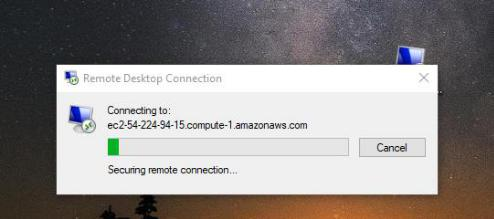 Remote Desktop Connection
Connecting to:
ec2-54-224-94-15.compute-1.amazonaws.com
Cancel
Securing remote connection...